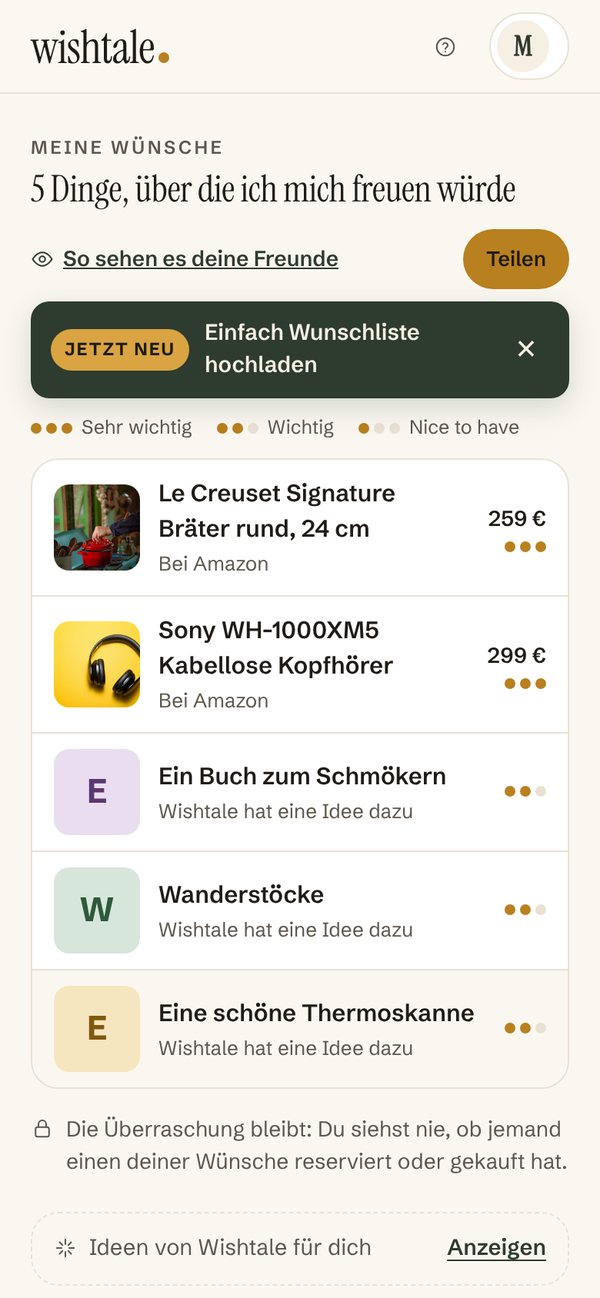 wishtale.
M
MEINE WÜNSCHE
5 Dinge, über die ich mich freuen würde
So sehen es deine Freunde
Teilen
JETZT NEU
Einfach Wunschliste
hochladen
Sehr wichtig
Wichtig
Nice to have
Le Creuset Signature
Bräter rund, 24 cm
Bei Amazon
259 €
Sony WH-1000XM5
Kabellose Kopfhörer
Bei Amazon
299 €
E
Ein Buch zum Schmökern
Wishtale hat eine Idee dazu
W
Wanderstöcke
Wishtale hat eine Idee dazu
E
Eine schöne Thermoskanne
Wishtale hat eine Idee dazu
Die Überraschung bleibt: Du siehst nie, ob jemand
einen deiner Wünsche reserviert oder gekauft hat.
Ideen von Wishtale für dich
Anzeigen